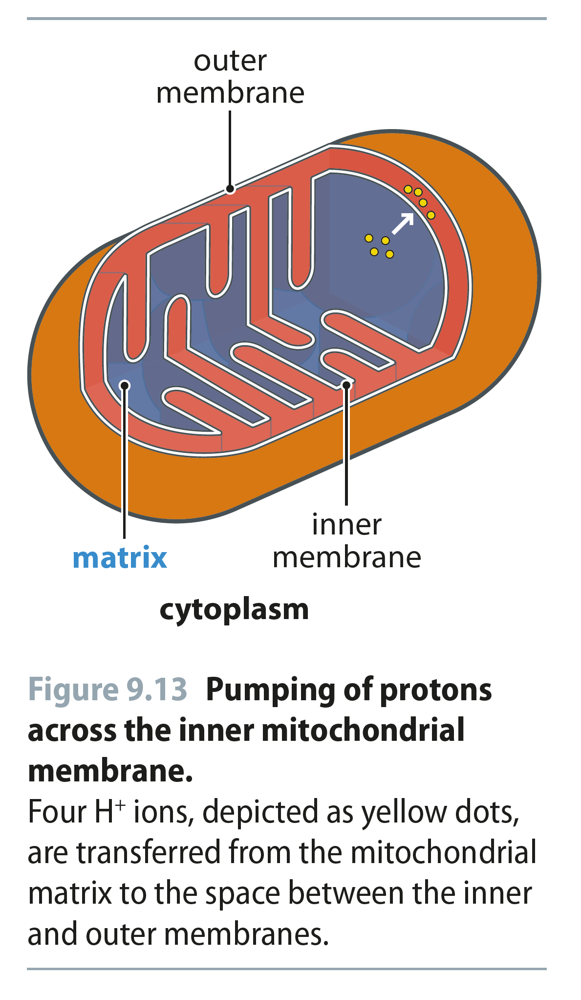 outer
membrane
inner
membrane
matrix
cytoplasm
Figure 9.13 Pumping of protons
across the inner mitochondrial
membrane.
Four H⁺ ions, depicted as yellow dots,
are transferred from the mitochondrial
matrix to the space between the inner
and outer membranes.